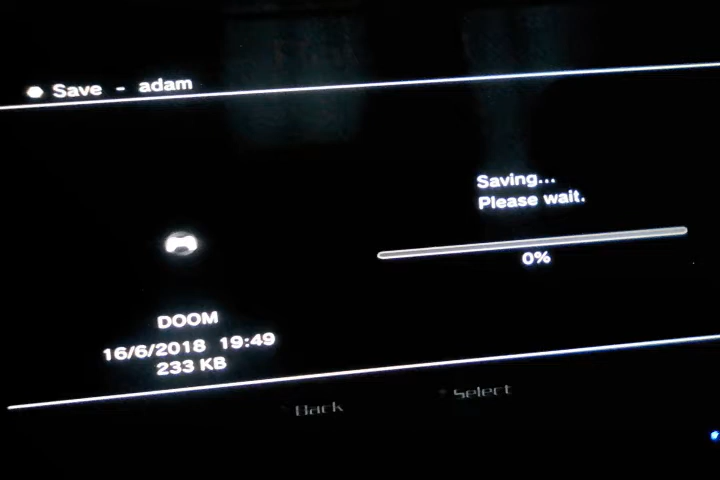 Save - adam
Saving...
Please wait.
0%
DOOM
16/6/2018 19:49
233 KB
Back
Select